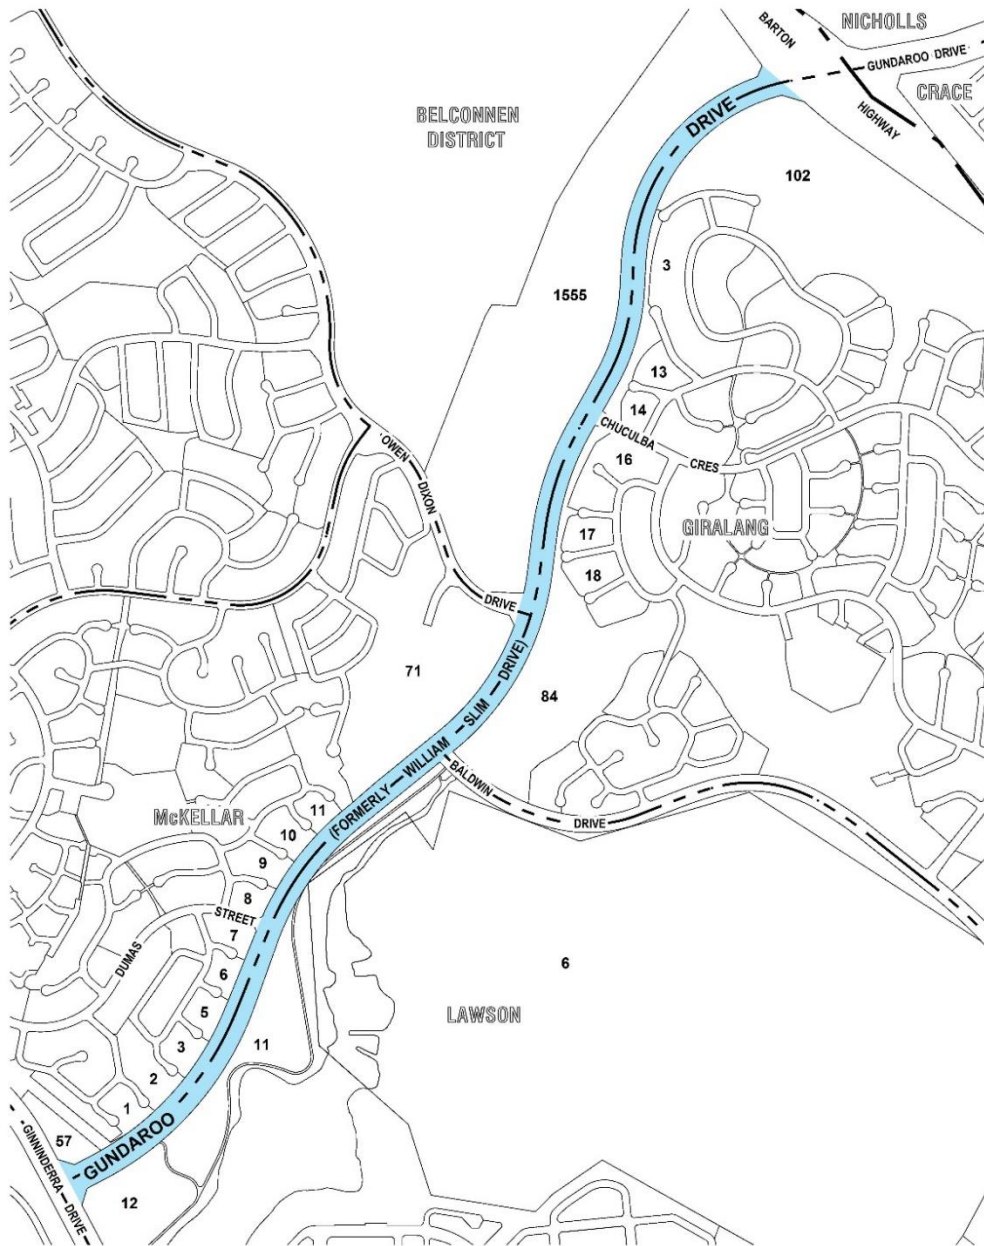 NICHOLLS
BARTON
GUNDAROO DRIVE
CRACE
HIGHWAY
BELCONNEN
DISTRICT
DRIVE
102
3
1555
13
14
CHUCULBA
CRES
16
OWEN
DIXON
DRIVE
17
18
GIRALANG
71
84
GUNDAROO
(FORMERLY
WILLIAM
SLIM
DRIVE)
BALDWIN
DRIVE
McKELLAR
11
10
9
8
STREET
7
DUMAS
6
5
3
11
2
1
57
12
6
LAWSON
GINNINDERRA
DRIVE